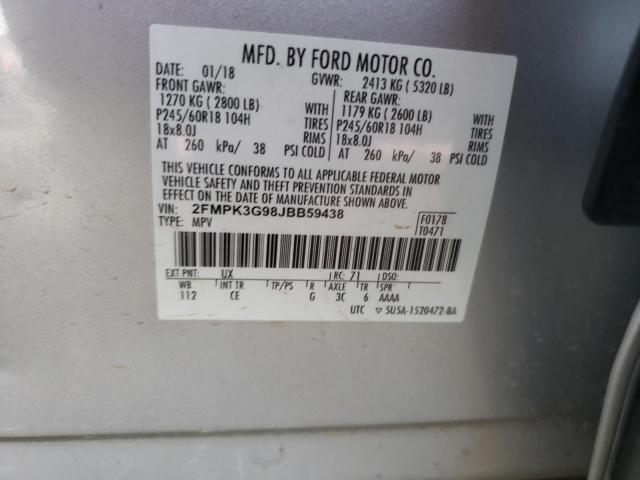 MFD. BY FORD MOTOR CO.
DATE: 01/18 GVWR: 2413 KG ( 5320 LB)
FRONT GAWR: REAR GAWR:
1270 KG ( 2800 LB) WITH 1179 KG ( 2600 LB) WITH
P245/60R18 104H TIRES P245/60R18 104H TIRES
18x8.0J RIMS 18x8.0J RIMS
AT 260 kPa/ 38 PSI COLD AT 260 kPa/ 38 PSI COLD
THIS VEHICLE CONFORMS TO ALL APPLICABLE FEDERAL MOTOR
VEHICLE SAFETY AND THEFT PREVENTION STANDARDS IN
EFFECT ON THE DATE OF MANUFACTURE SHOWN ABOVE.
VIN: 2FMPK3G98JBB59438 F0178
TYPE: MPV T0471
EXT PNT: UX RC: 71 DSO:
WB INT TR TP/PS R AXLE TR SPR
112 CE G 3C 6 AAAA
UTC ▽ 5U5A-1520472-BA